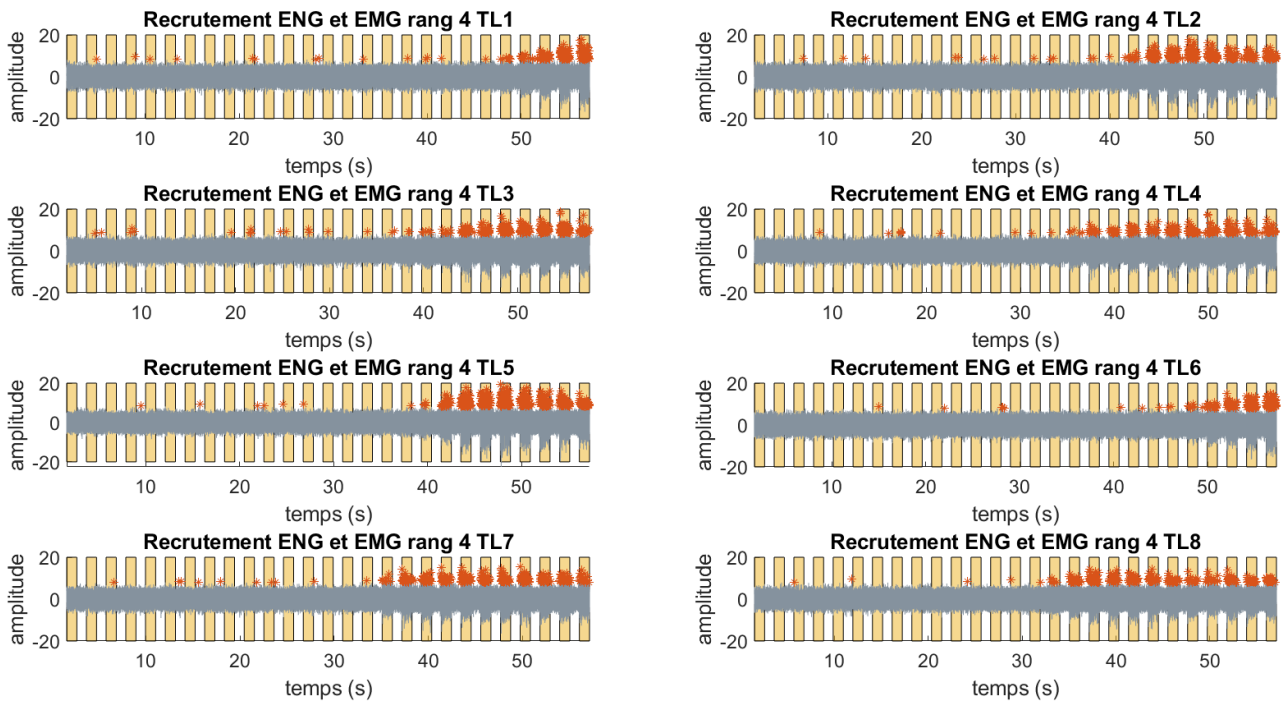 Recrutement ENG et EMG rang 4 TL1
20
0
-20
amplitude
10 20 30 40 50
temps (s)
Recrutement ENG et EMG rang 4 TL2
20
0
-20
amplitude
10 20 30 40 50
temps (s)
Recrutement ENG et EMG rang 4 TL3
20
0
-20
amplitude
10 20 30 40 50
temps (s)
Recrutement ENG et EMG rang 4 TL4
20
0
-20
amplitude
10 20 30 40 50
temps (s)
Recrutement ENG et EMG rang 4 TL5
20
0
-20
amplitude
10 20 30 40 50
temps (s)
Recrutement ENG et EMG rang 4 TL6
20
0
-20
amplitude
10 20 30 40 50
temps (s)
Recrutement ENG et EMG rang 4 TL7
20
0
-20
amplitude
10 20 30 40 50
temps (s)
Recrutement ENG et EMG rang 4 TL8
20
0
-20
amplitude
10 20 30 40 50
temps (s)